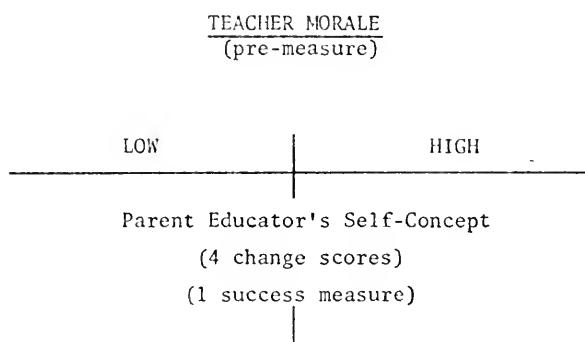 TEACHER MORALE
(pre-measure)
LOW HIGH
Parent Educator's Self-Concept
(4 change scores)
(1 success measure)